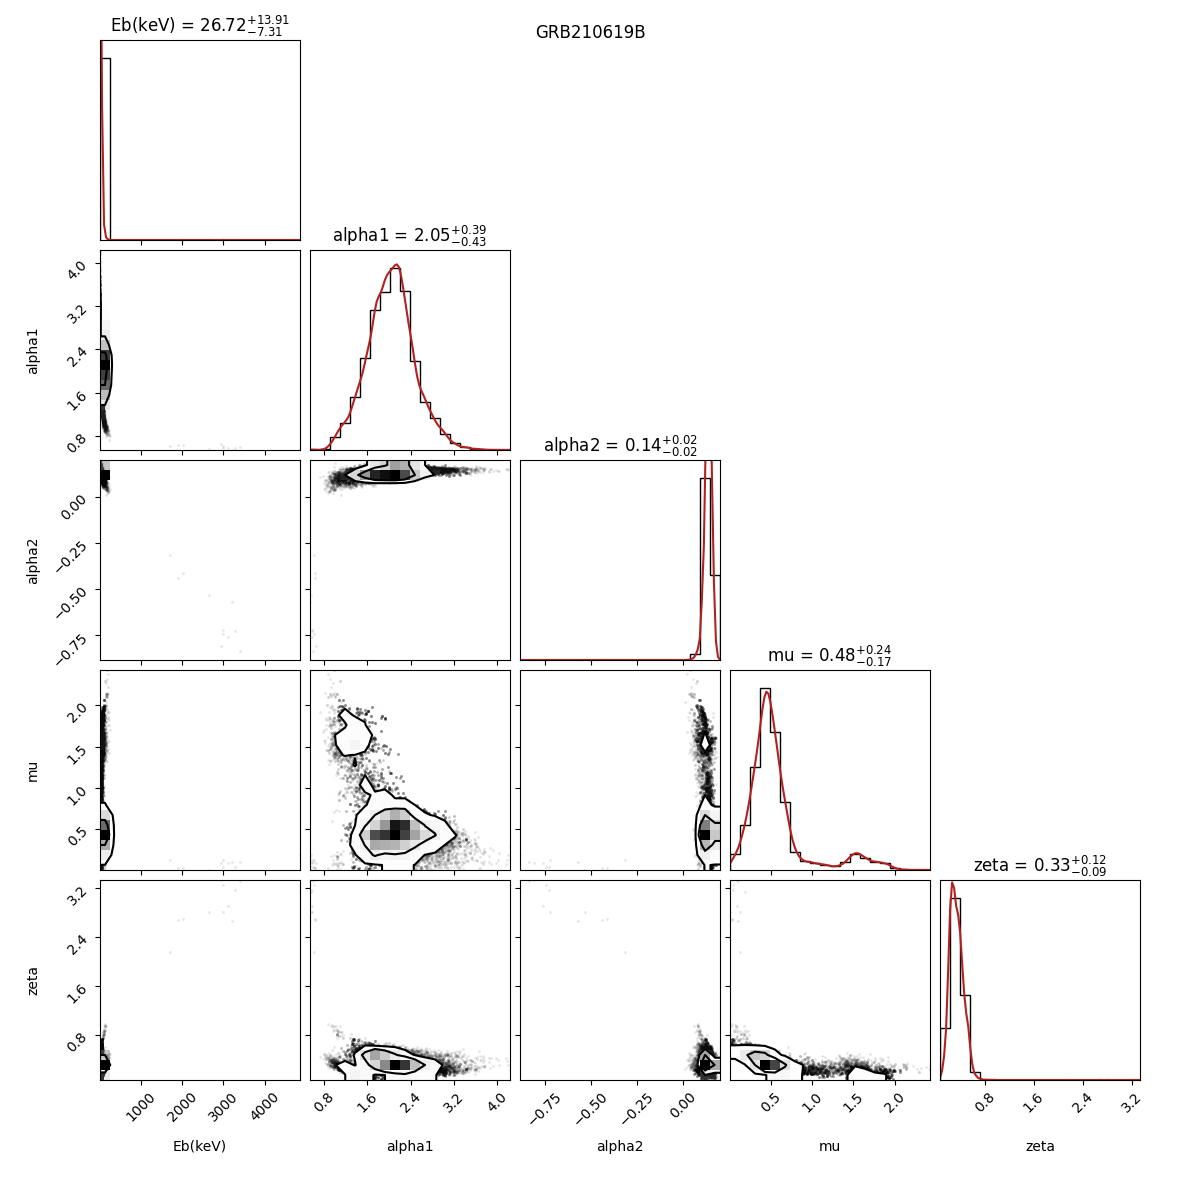 GRB210619B
Eb(keV) = 26.72+13.91−7.31
alpha1 = 2.05+0.39−0.43
alpha2 = 0.14+0.02−0.02
mu = 0.48+0.24−0.17
zeta = 0.33+0.12−0.09
4.0
3.2
2.4
1.6
0.8
alpha1
0.00
−0.25
−0.50
−0.75
alpha2
2.0
1.5
1.0
0.5
mu
3.2
2.4
1.6
0.8
zeta
1000 2000 3000 4000
0.8 1.6 2.4 3.2 4.0
−0.75 −0.50 −0.25 0.00
0.5 1.0 1.5 2.0
0.8 1.6 2.4 3.2
Eb(keV) alpha1 alpha2 mu zeta